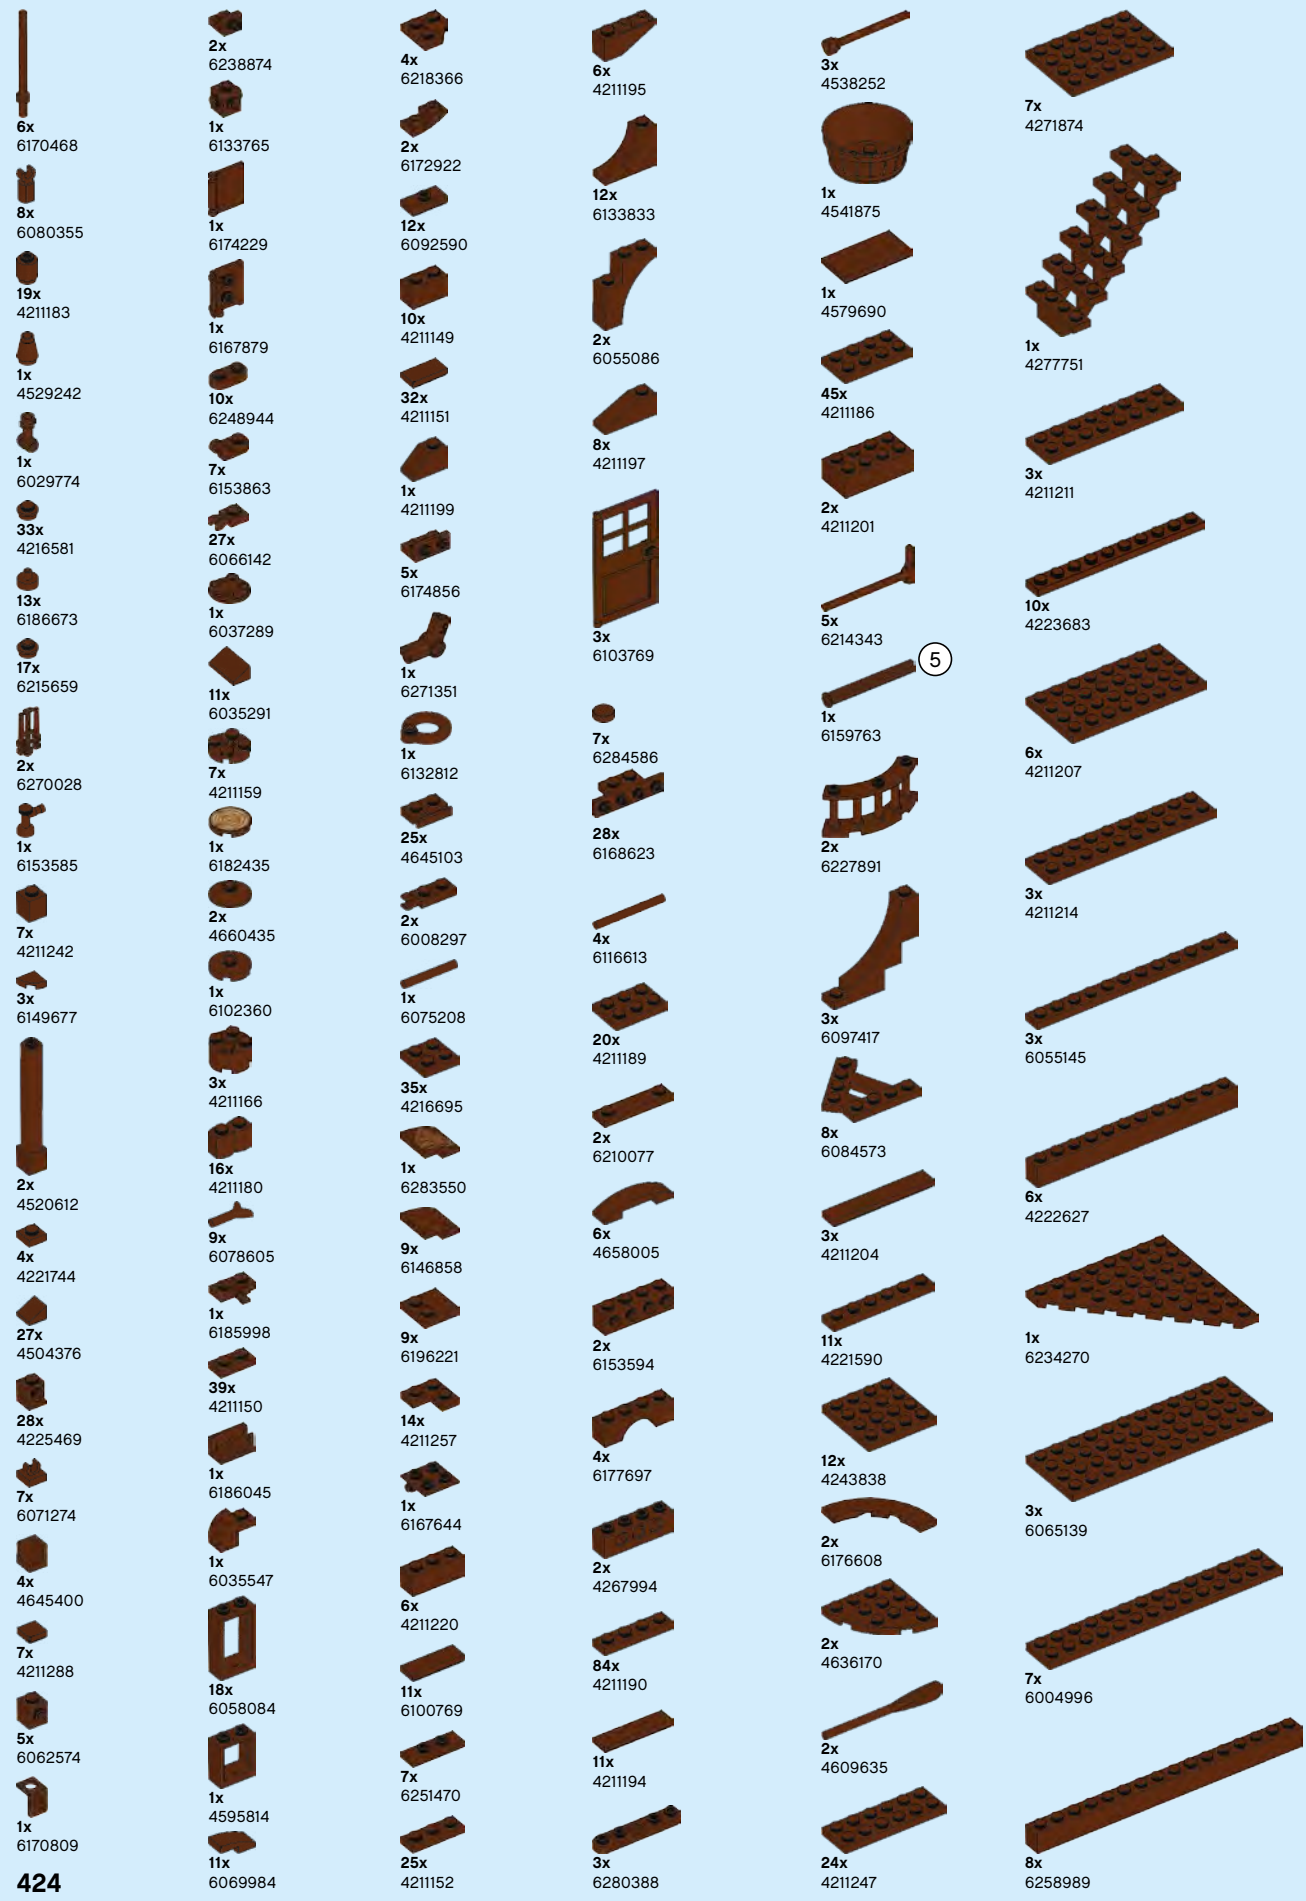 6x
6170468
8x
6080355
19x
4211183
1x
4529242
1x
6029774
33x
4216581
13x
6186673
17x
6215659
2x
6270028
1x
6153585
7x
4211242
3x
6149677
2x
4520612
4x
4221744
27x
4504376
28x
4225469
7x
6071274
4x
4645400
7x
4211288
5x
6062574
1x
6170809
424
2x
6238874
1x
6133765
1x
6174229
1x
6167879
10x
6248944
7x
6153863
27x
6066142
1x
6037289
11x
6035291
7x
4211159
1x
6182435
2x
4660435
1x
6102360
3x
4211166
16x
4211180
9x
6078605
1x
6185998
39x
4211150
1x
6186045
1x
6035547
18x
6058084
1x
4595814
11x
6069984
4x
6218366
2x
6172922
12x
6092590
10x
4211149
32x
4211151
1x
4211199
5x
6174856
1x
6271351
1x
6132812
25x
4645103
2x
6008297
1x
6075208
35x
4216695
1x
6283550
9x
6146858
9x
6196221
14x
4211257
1x
6167644
6x
4211220
11x
6100769
7x
6251470
25x
4211152
6x
4211195
12x
6133833
2x
6055086
8x
4211197
3x
6103769
7x
6284586
28x
6168623
4x
6116613
20x
4211189
2x
6210077
6x
4658005
2x
6153594
4x
6177697
2x
4267994
84x
4211190
11x
4211194
3x
6280388
3x
4538252
1x
4541875
1x
4579690
45x
4211186
2x
4211201
5x
6214343
5
1x
6159763
2x
6227891
3x
6097417
8x
6084573
3x
4211204
11x
4221590
12x
4243838
2x
6176608
2x
4636170
2x
4609635
24x
4211247
7x
4271874
1x
4277751
3x
4211211
10x
4223683
6x
4211207
3x
4211214
3x
6055145
6x
4222627
1x
6234270
3x
6065139
7x
6004996
8x
6258989